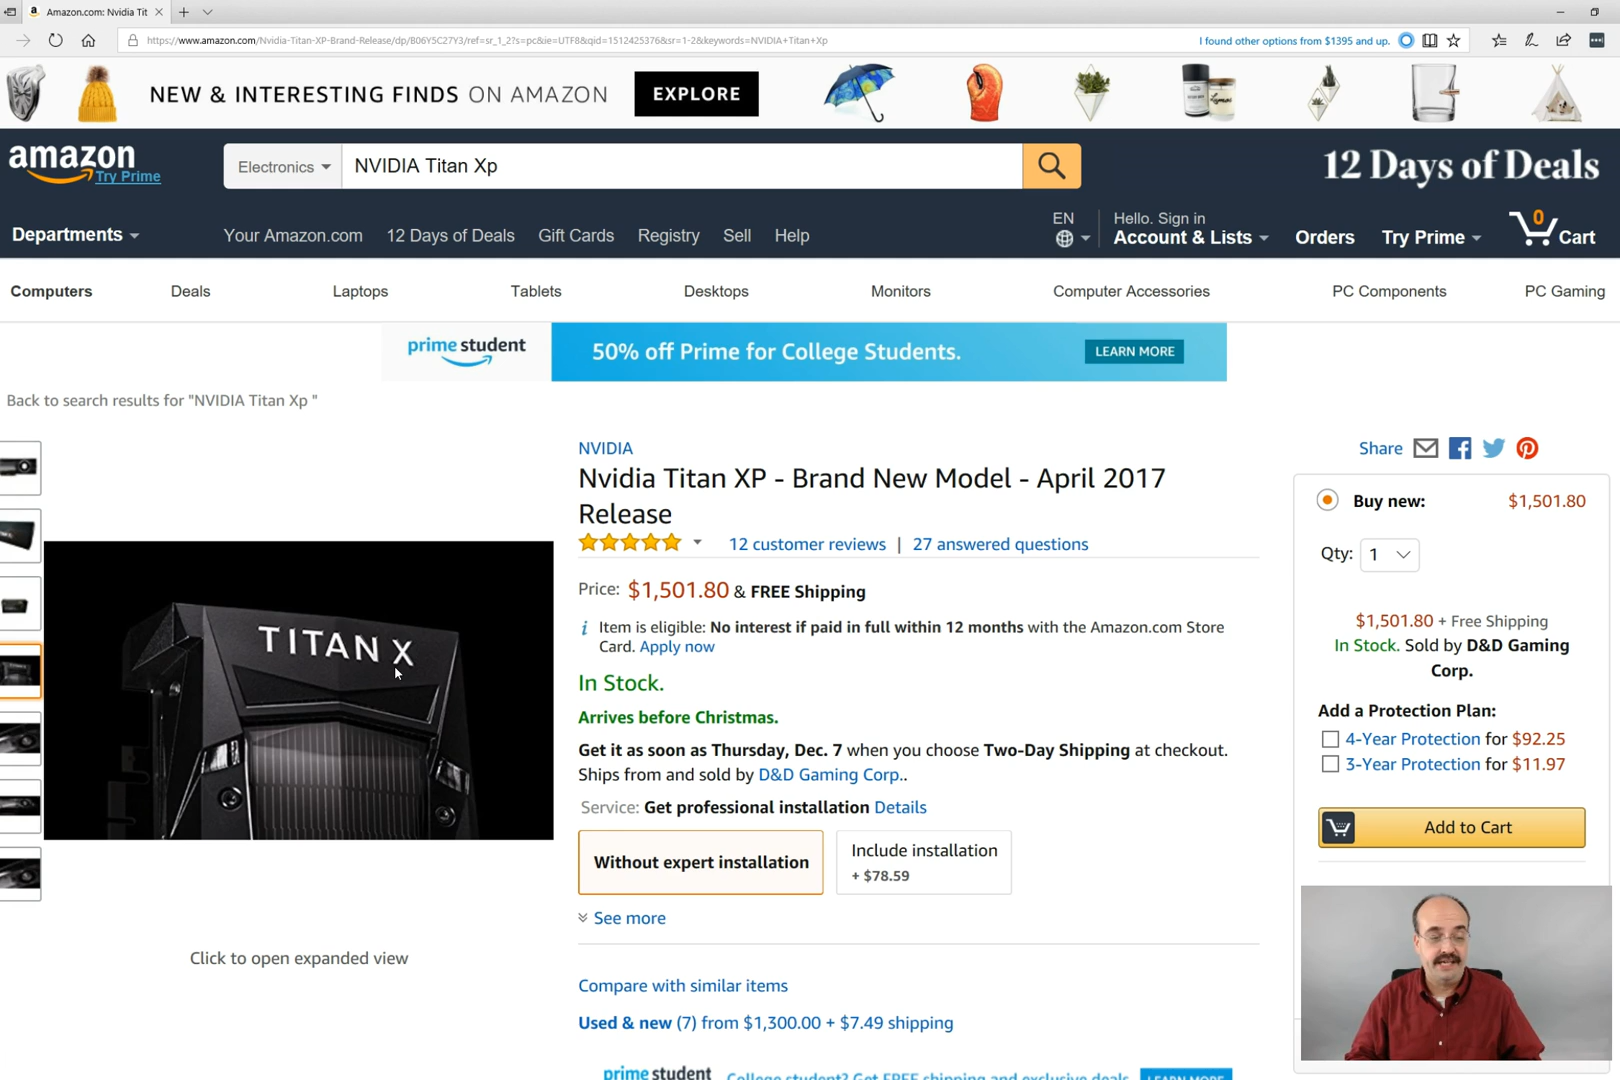 Amazon.com: Nvidia Tit
https://www.amazon.com/Nvidia-Titan-XP-Brand-Release/dp/B06Y5C27Y3/ref=sr_1_2?s=pc&ie=UTF8&qid=1512425376&sr=1-2&keywords=NVIDIA+Titan+Xp
I found other options from $1395 and up.
NEW & INTERESTING FINDS ON AMAZON
EXPLORE
amazon
Try Prime
Electronics
NVIDIA Titan Xp
12 Days of Deals
Departments
Your Amazon.com
12 Days of Deals
Gift Cards
Registry
Sell
Help
EN
Hello. Sign in
Account & Lists
Orders
Try Prime
0
Cart
Computers
Deals
Laptops
Tablets
Desktops
Monitors
Computer Accessories
PC Components
PC Gaming
prime student
50% off Prime for College Students.
LEARN MORE
Back to search results for "NVIDIA Titan Xp "
TITAN X
Click to open expanded view
NVIDIA
Nvidia Titan XP - Brand New Model - April 2017
Release
12 customer reviews | 27 answered questions
Price: $1,501.80 & FREE Shipping
i Item is eligible: No interest if paid in full within 12 months with the Amazon.com Store
Card. Apply now
In Stock.
Arrives before Christmas.
Get it as soon as Thursday, Dec. 7 when you choose Two-Day Shipping at checkout.
Ships from and sold by D&D Gaming Corp..
Service: Get professional installation Details
Without expert installation
Include installation
+ $78.59
See more
Compare with similar items
Used & new (7) from $1,300.00 + $7.49 shipping
prime student
College student? Get FREE shipping and exclusive deals
LEARN MORE
Share
Buy new: $1,501.80
Qty: 1
$1,501.80 + Free Shipping
In Stock. Sold by D&D Gaming
Corp.
Add a Protection Plan:
4-Year Protection for $92.25
3-Year Protection for $11.97
Add to Cart